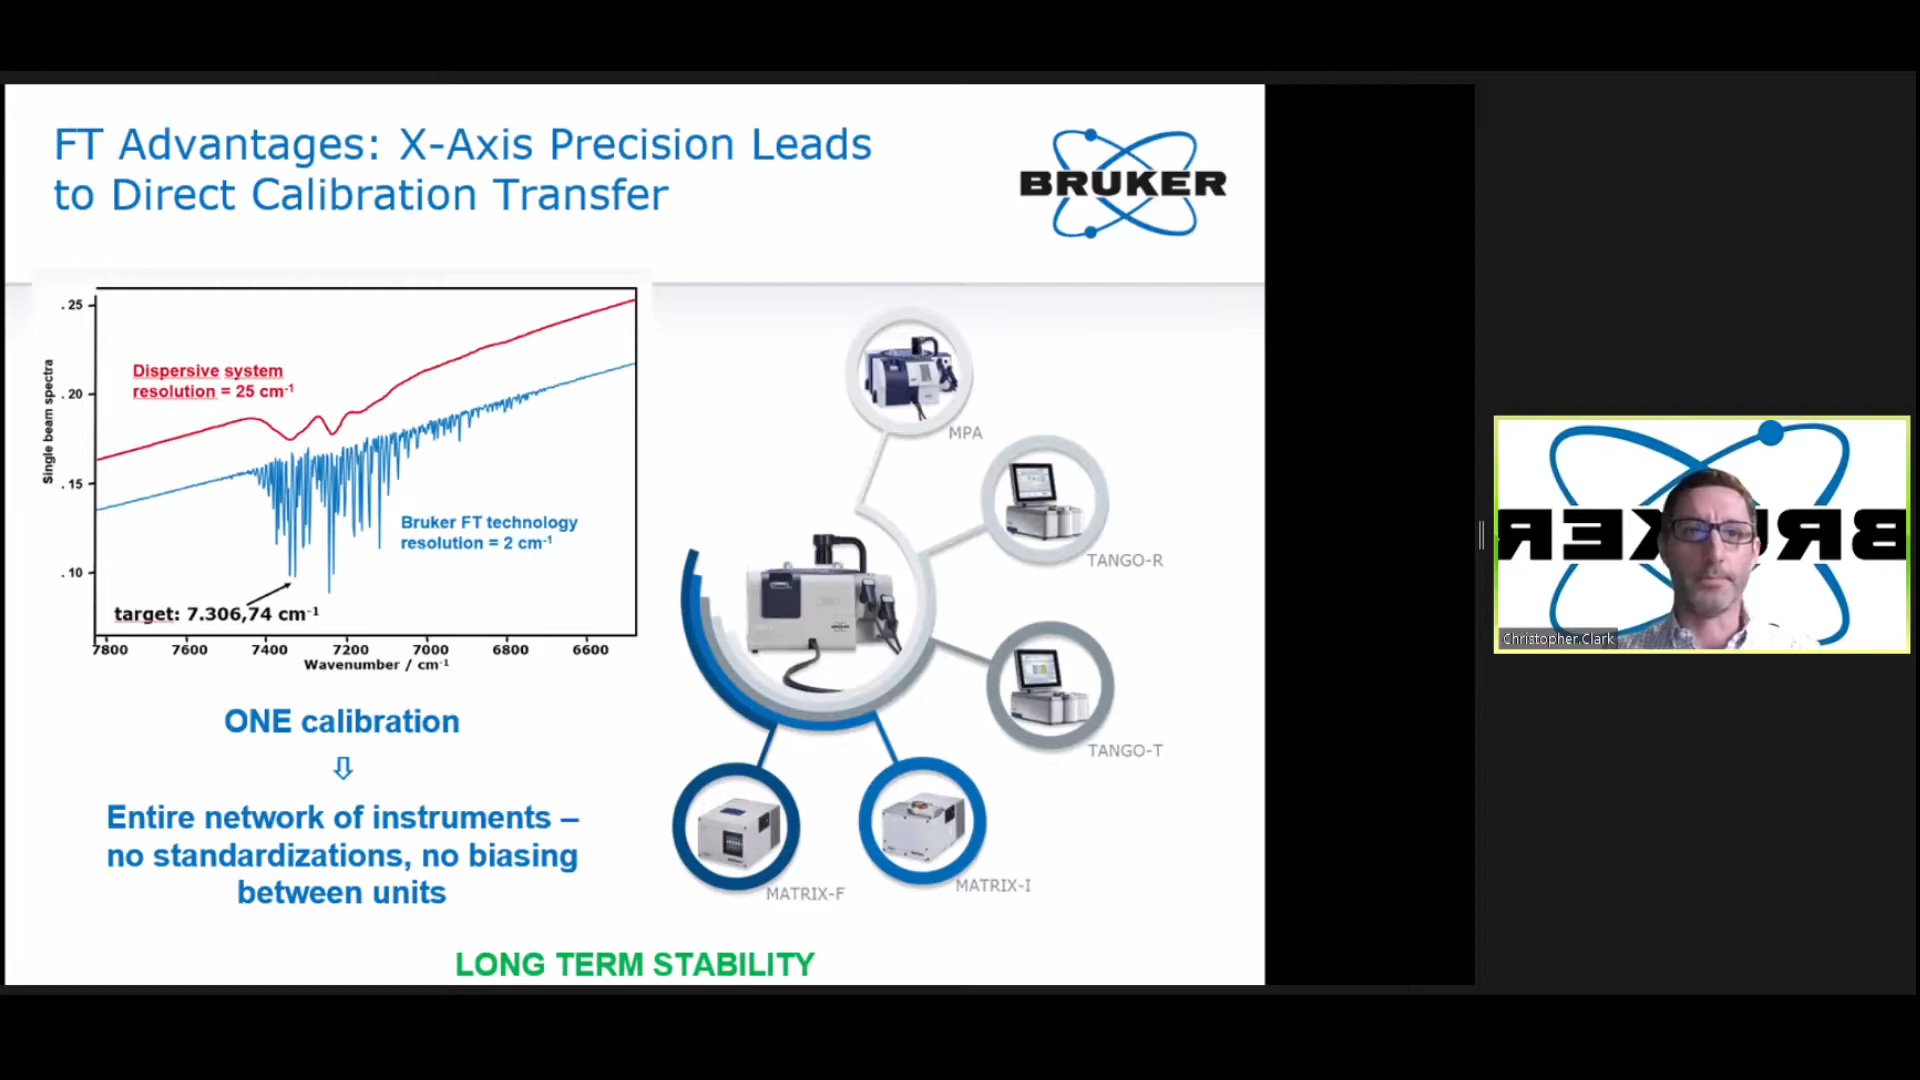 FT Advantages: X-Axis Precision Leads
to Direct Calibration Transfer
BRUKER
.25
.20
.15
.10
Single beam spectra
Dispersive system
resolution = 25 cm⁻¹
Bruker FT technology
resolution = 2 cm⁻¹
target: 7.306,74 cm⁻¹
7800 7600 7400 7200 7000 6800 6600
Wavenumber / cm⁻¹
ONE calibration
Entire network of instruments –
no standardizations, no biasing
between units
MPA
TANGO-R
TANGO-T
MATRIX-F
MATRIX-I
LONG TERM STABILITY
BRUKER
Christopher.Clark